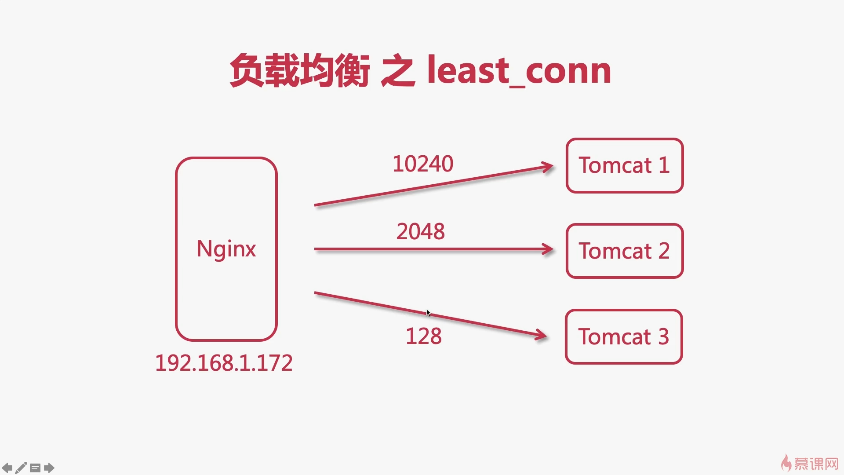 负载均衡 之 least_conn
10240
Tomcat 1
2048
Nginx
Tomcat 2
128
Tomcat 3
192.168.1.172
慕课网